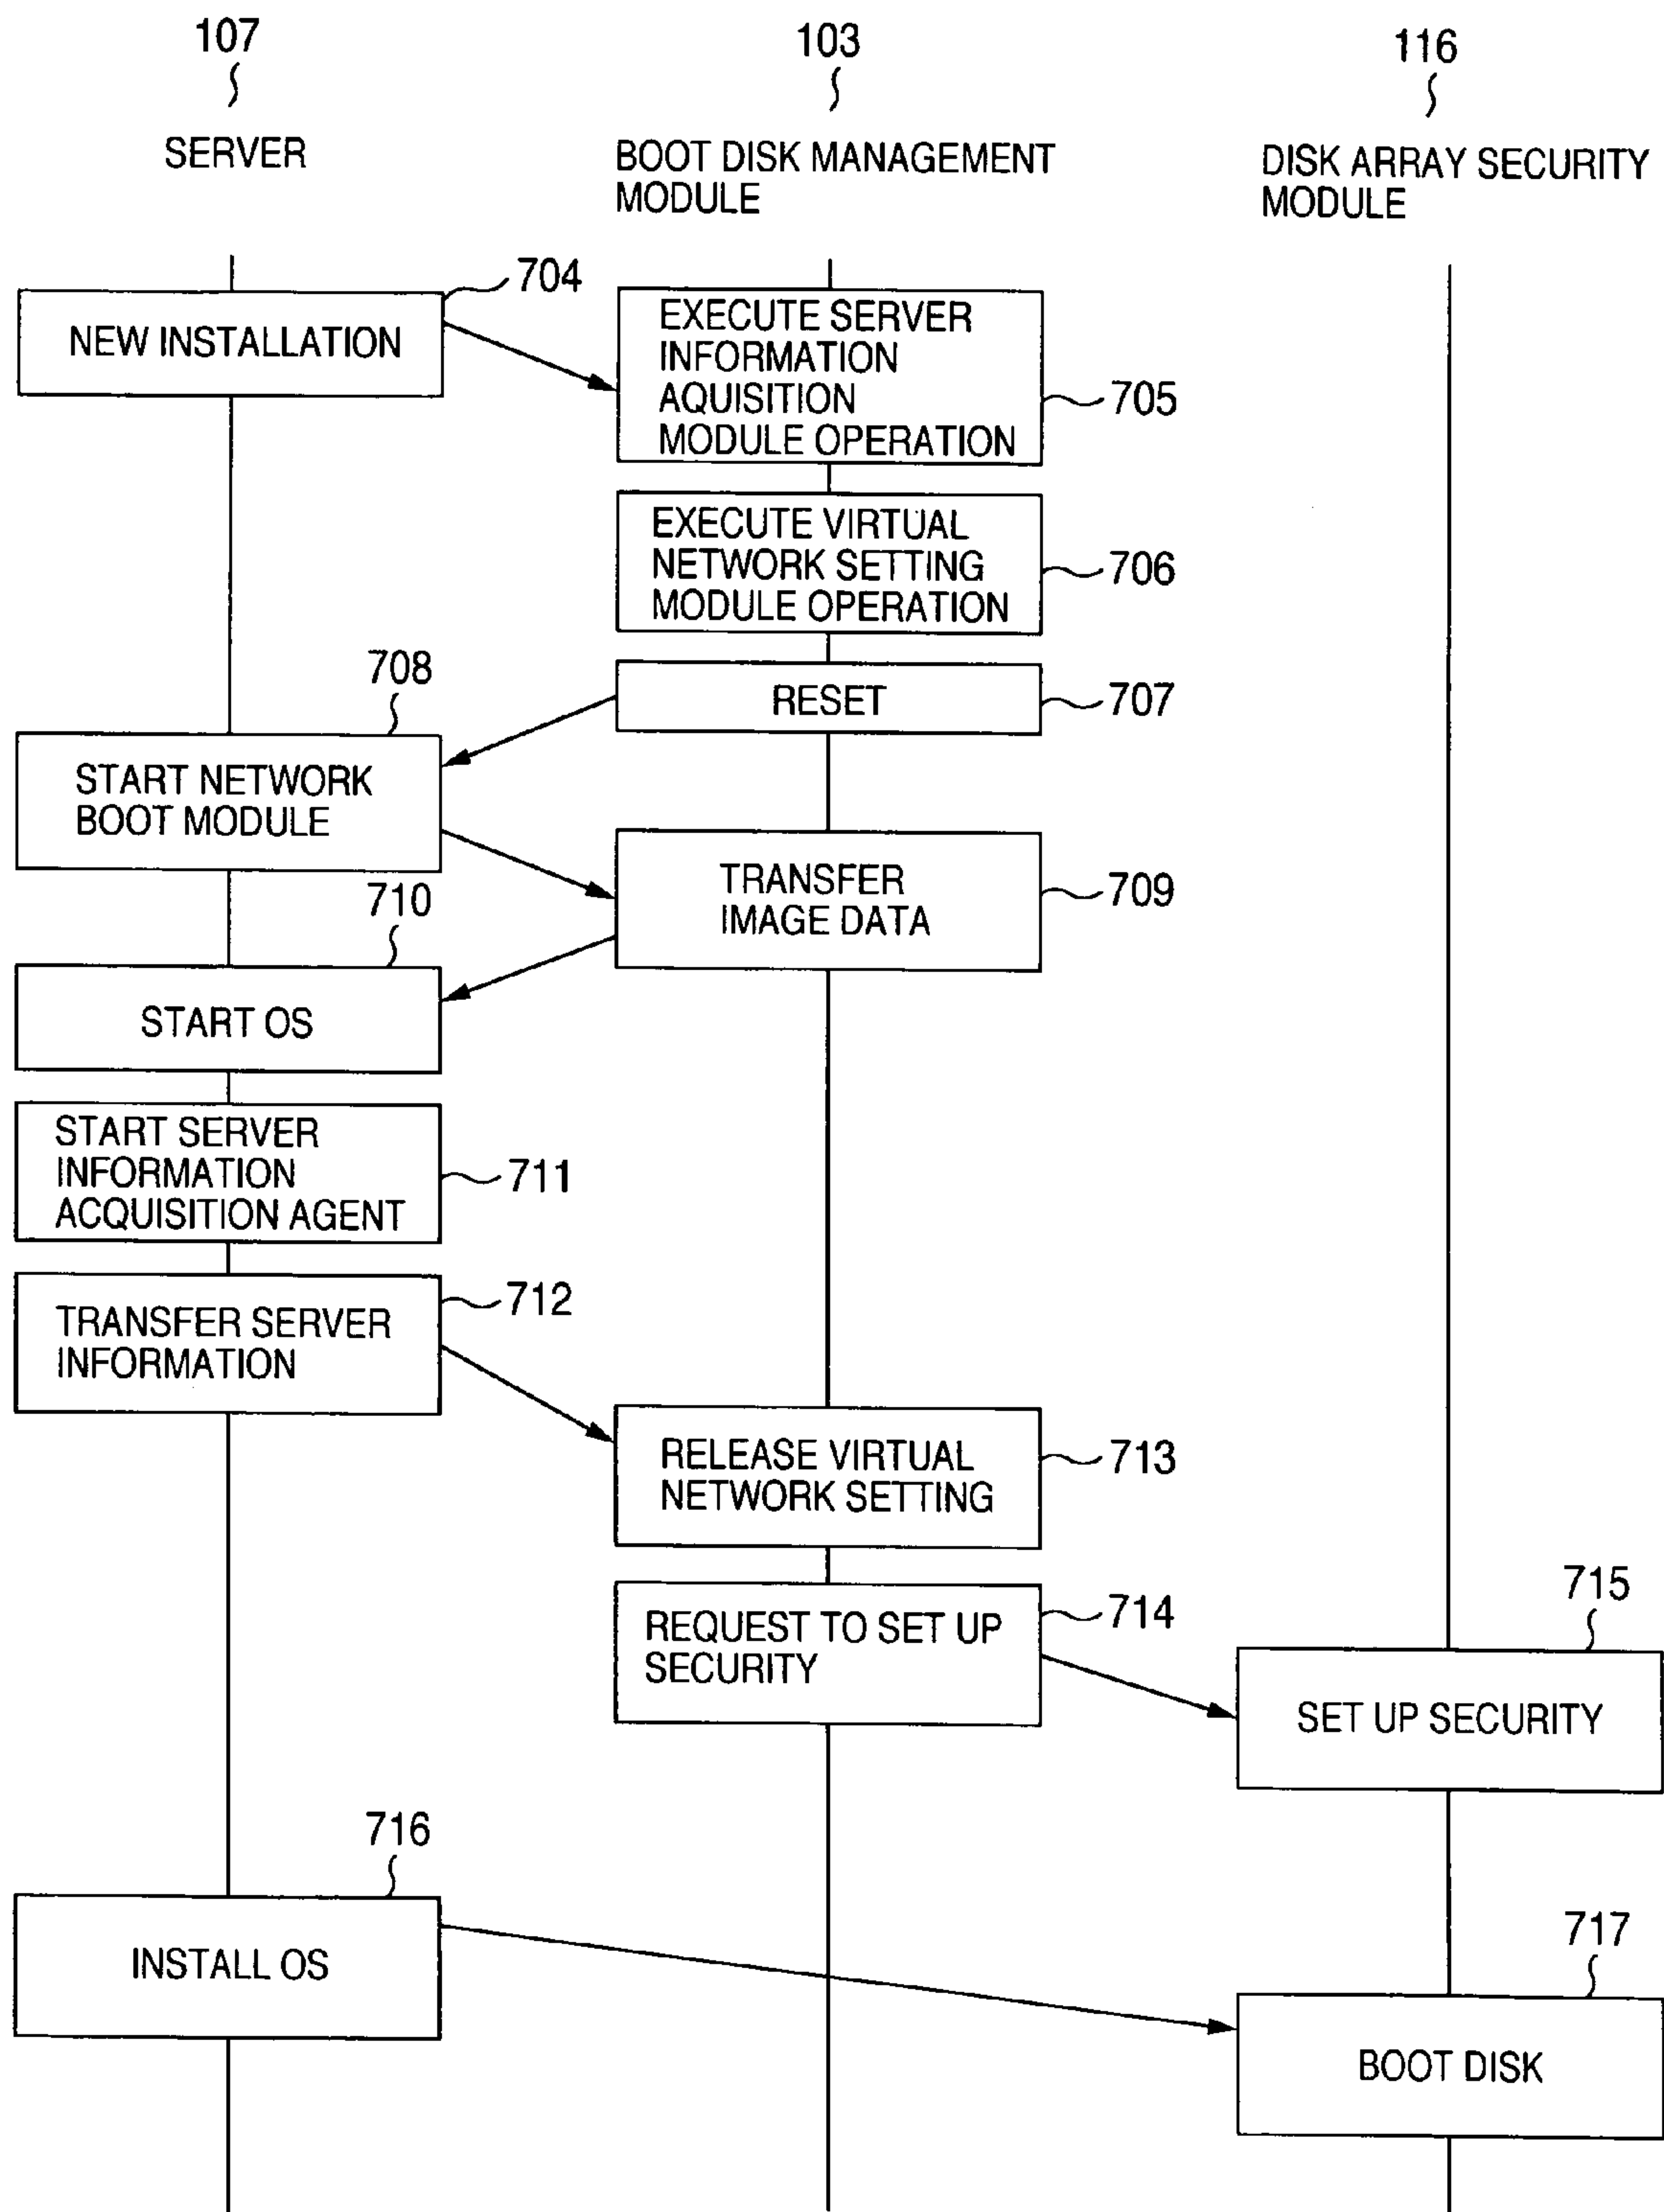 107
103
116
SERVER
BOOT DISK MANAGEMENT
MODULE
DISK ARRAY SECURITY
MODULE
704
NEW INSTALLATION
EXECUTE SERVER
INFORMATION
AQUISITION
MODULE OPERATION
705
EXECUTE VIRTUAL
NETWORK SETTING
MODULE OPERATION
706
RESET
707
708
START NETWORK
BOOT MODULE
TRANSFER
IMAGE DATA
709
710
START OS
START SERVER
INFORMATION
ACQUISITION AGENT
711
TRANSFER SERVER
INFORMATION
712
RELEASE VIRTUAL
NETWORK SETTING
713
REQUEST TO SET UP
SECURITY
714
715
SET UP SECURITY
716
INSTALL OS
717
BOOT DISK